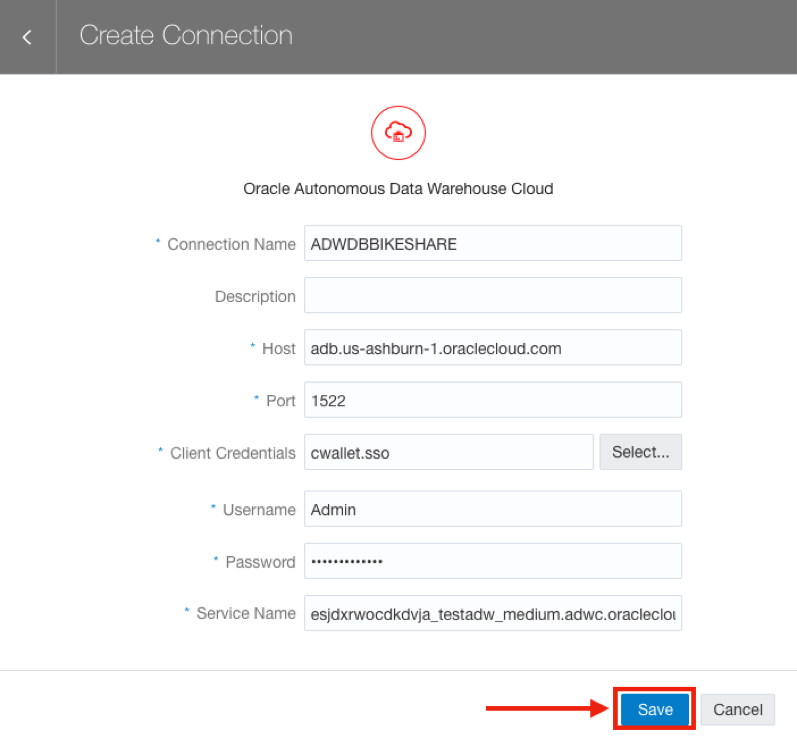 Create Connection
Oracle Autonomous Data Warehouse Cloud
* Connection Name ADWDBBIKESHARE
Description
* Host adb.us-ashburn-1.oraclecloud.com
* Port 1522
* Client Credentials cwallet.sso Select...
* Username Admin
* Password •••••••••••••
* Service Name esjdxrwocdkdvja_testadw_medium.adwc.oracleclou
Save Cancel